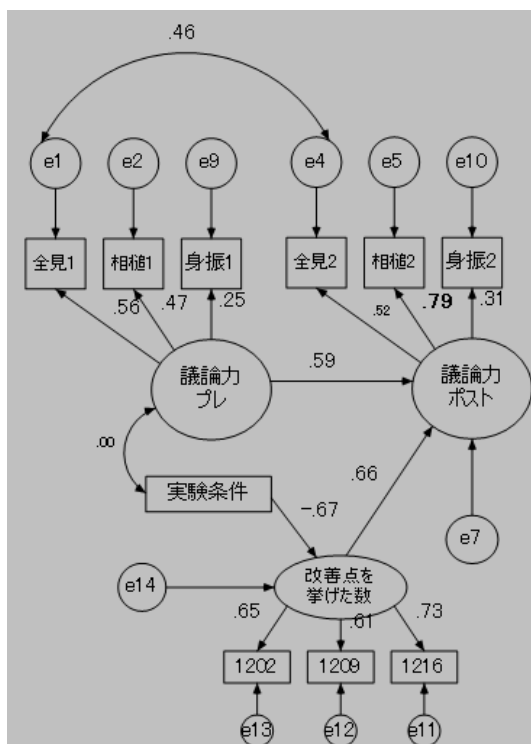 .46
e1
e2
e9
e4
e5
e10
全見1
相槌1
身振1
全見2
相槌2
身振2
.56
.47
.25
.52
.79
.31
議論力
プレ
.59
議論力
ポスト
.00
実験条件
-.67
.66
e7
e14
改善点を
挙げた数
.65
.61
.73
1202
1209
1216
e13
e12
e11